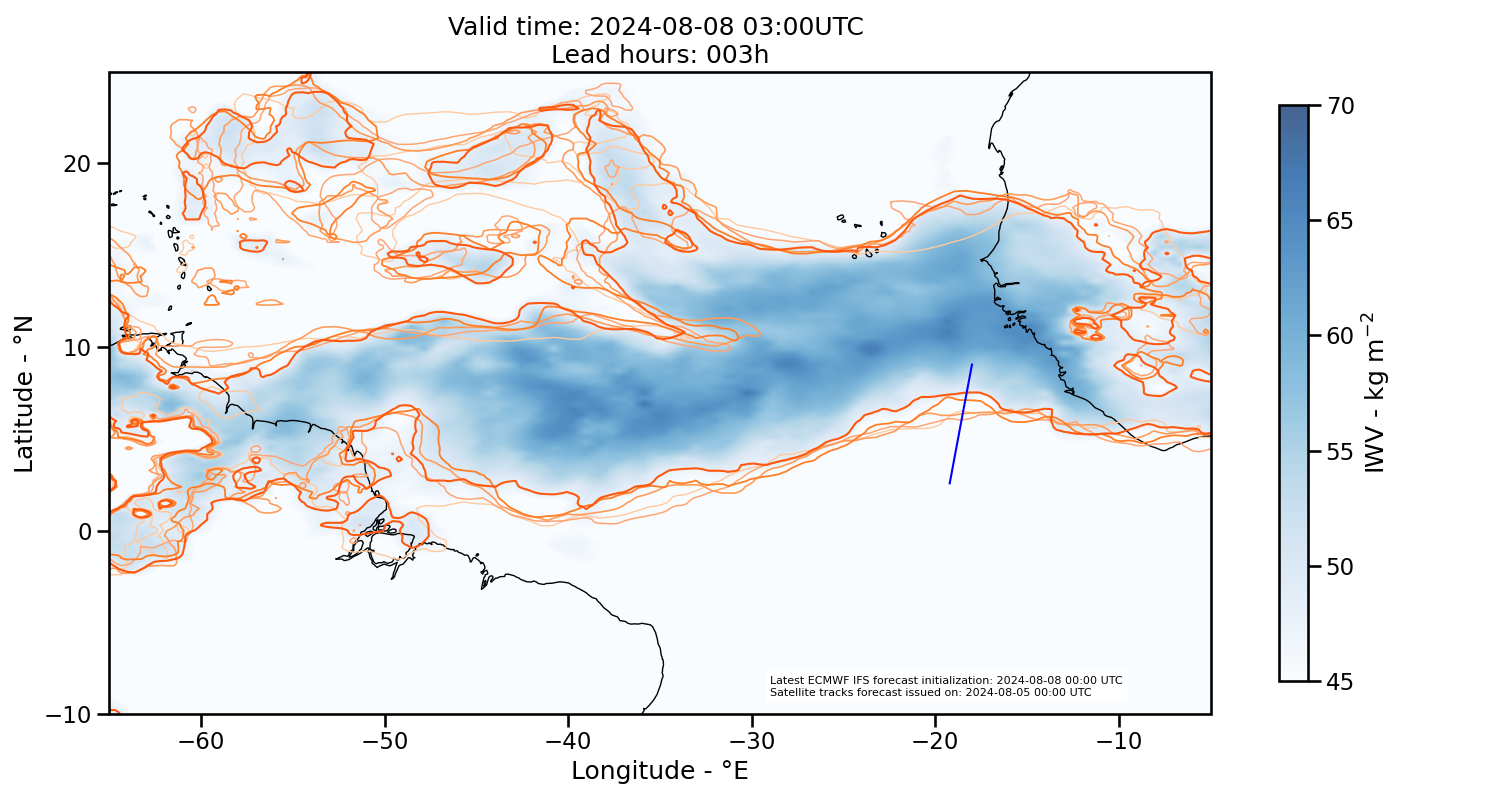 Valid time: 2024-08-08 03:00UTC
Lead hours: 003h
Latitude - °N
20
10
0
−10
−60
−50
−40
−30
−20
−10
Longitude - °E
Latest ECMWF IFS forecast initialization: 2024-08-08 00:00 UTC
Satellite tracks forecast issued on: 2024-08-05 00:00 UTC
70
65
60
55
50
45
IWV - kg m⁻²